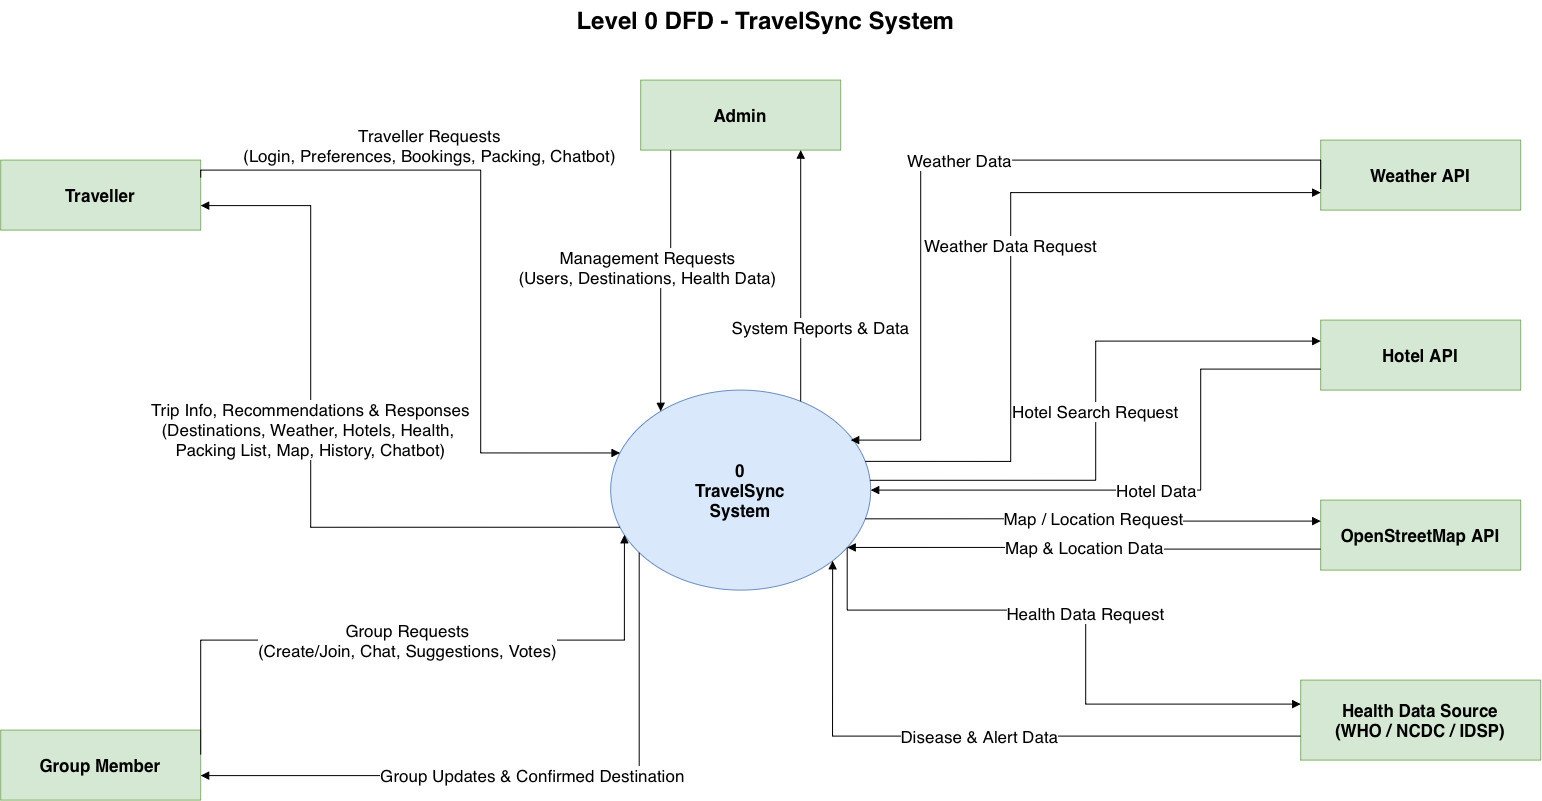 Level 0 DFD - TravelSync System
Admin
Traveller Requests
(Login, Preferences, Bookings, Packing, Chatbot)
Weather Data
Weather API
Traveller
Weather Data Request
Management Requests
(Users, Destinations, Health Data)
System Reports & Data
Hotel API
Trip Info, Recommendations & Responses
(Destinations, Weather, Hotels, Health,
Packing List, Map, History, Chatbot)
Hotel Search Request
0
TravelSync
System
Hotel Data
Map / Location Request
OpenStreetMap API
Map & Location Data
Health Data Request
Group Requests
(Create/Join, Chat, Suggestions, Votes)
Health Data Source
(WHO / NCDC / IDSP)
Disease & Alert Data
Group Member
Group Updates & Confirmed Destination